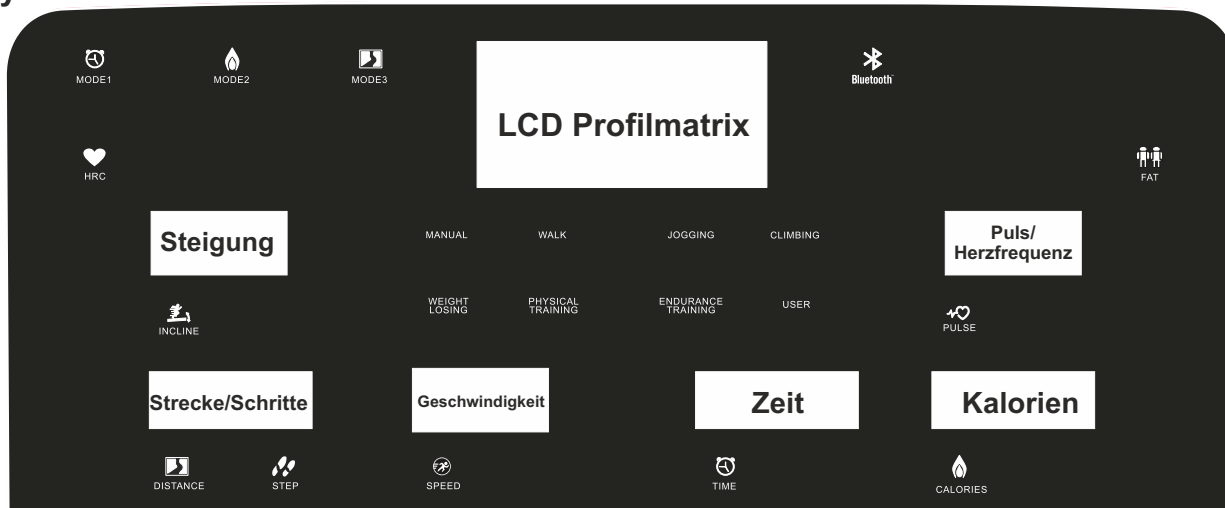 y
MODE1 MODE2 MODE3
LCD Profilmatrix
Bluetooth
HRC
FAT
Steigung
MANUAL WALK JOGGING CLIMBING
Puls/
Herzfrequenz
WEIGHT
LOSING
PHYSICAL
TRAINING
ENDURANCE
TRAINING
USER
INCLINE
PULSE
Strecke/Schritte
Geschwindigkeit
Zeit
Kalorien
DISTANCE STEP SPEED TIME CALORIES